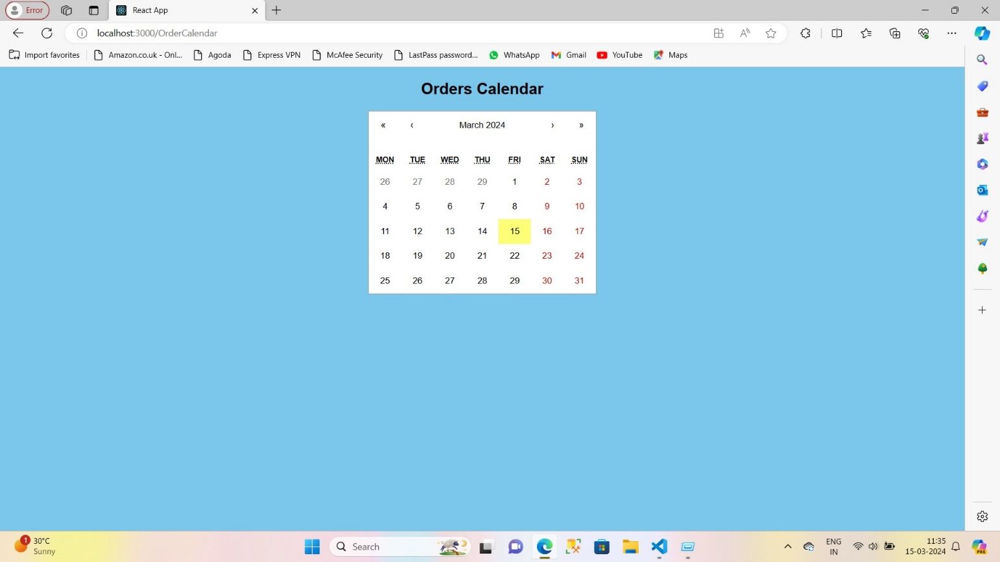 Error
React App
localhost:3000/OrderCalendar
Import favorites
Amazon.co.uk - Onl...
Agoda
Express VPN
McAfee Security
LastPass password...
WhatsApp
Gmail
YouTube
Maps
Orders Calendar
« ‹ March 2024 › »
MON TUE WED THU FRI SAT SUN
26 27 28 29 1 2 3
4 5 6 7 8 9 10
11 12 13 14 15 16 17
18 19 20 21 22 23 24
25 26 27 28 29 30 31
1
30°C
Sunny
Search
ENG
IN
11:35
15-03-2024
PRE